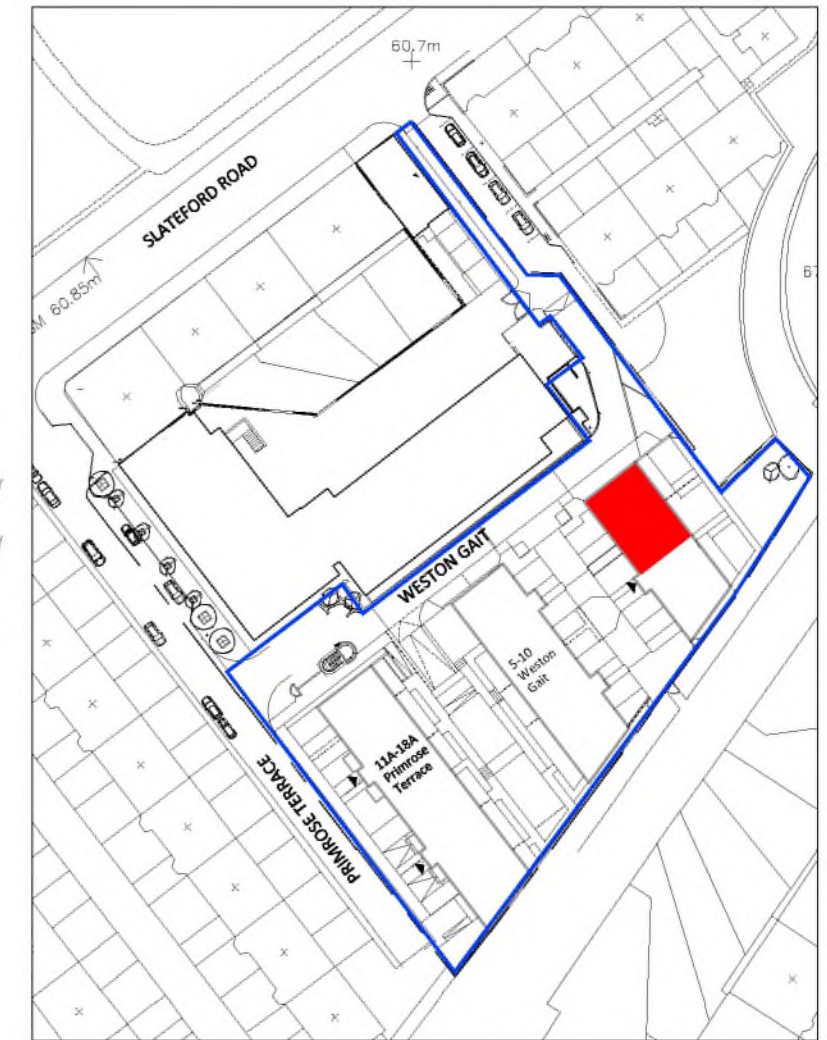 60.7m
SLATEFORD ROAD
BM 60.85m
67
WESTON GAIT
5-10
Weston
Gait
11A-18A
Primrose
Terrace
PRIMROSE TERRACE